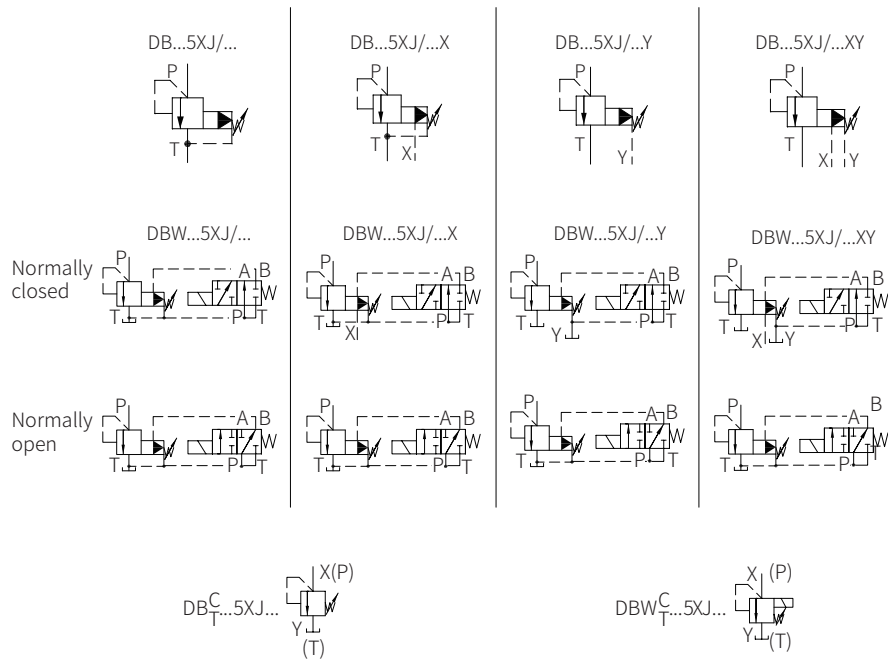 DB...5XJ/... DB...5XJ/...X DB...5XJ/...Y DB...5XJ/...XY
P P P P
T T X T Y T X Y
DBW...5XJ/... DBW...5XJ/...X DBW...5XJ/...Y DBW...5XJ/...XY
Normally
closed
P A B P A B P A B P A B
T P T T X P T T Y P T T X Y P T
Normally
open
P A B P A B P A B P A B
T P T T P T T P T T P T
X(P) X (P)
DB C/T...5XJ... DBW C/T...5XJ...
Y Y (T)
(T)